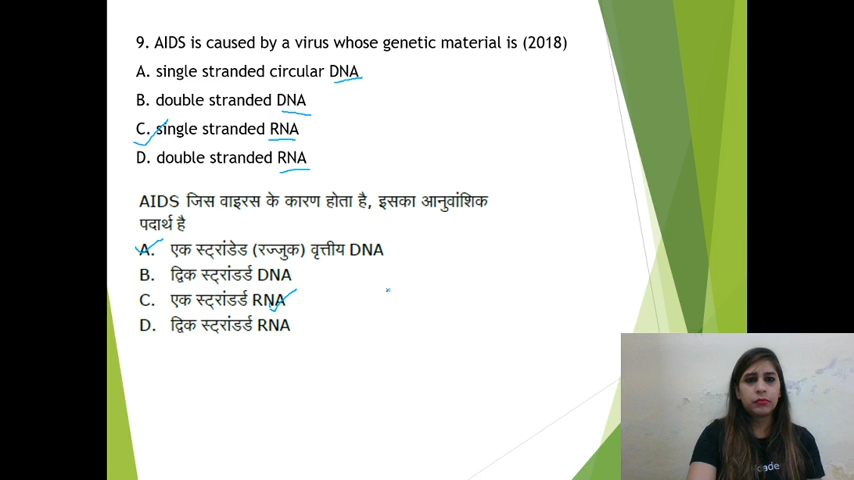 9. AIDS is caused by a virus whose genetic material is (2018)
A. single stranded circular DNA
B. double stranded DNA
C. single stranded RNA
D. double stranded RNA
AIDS जिस वाइरस के कारण होता है, इसका आनुवांशिक
पदार्थ है
A. एक स्ट्रांडेड (रज्जुक) वृत्तीय DNA
B. द्विक स्ट्रांडर्ड DNA
C. एक स्ट्रांडर्ड RNA
D. द्विक स्ट्रांडर्ड RNA